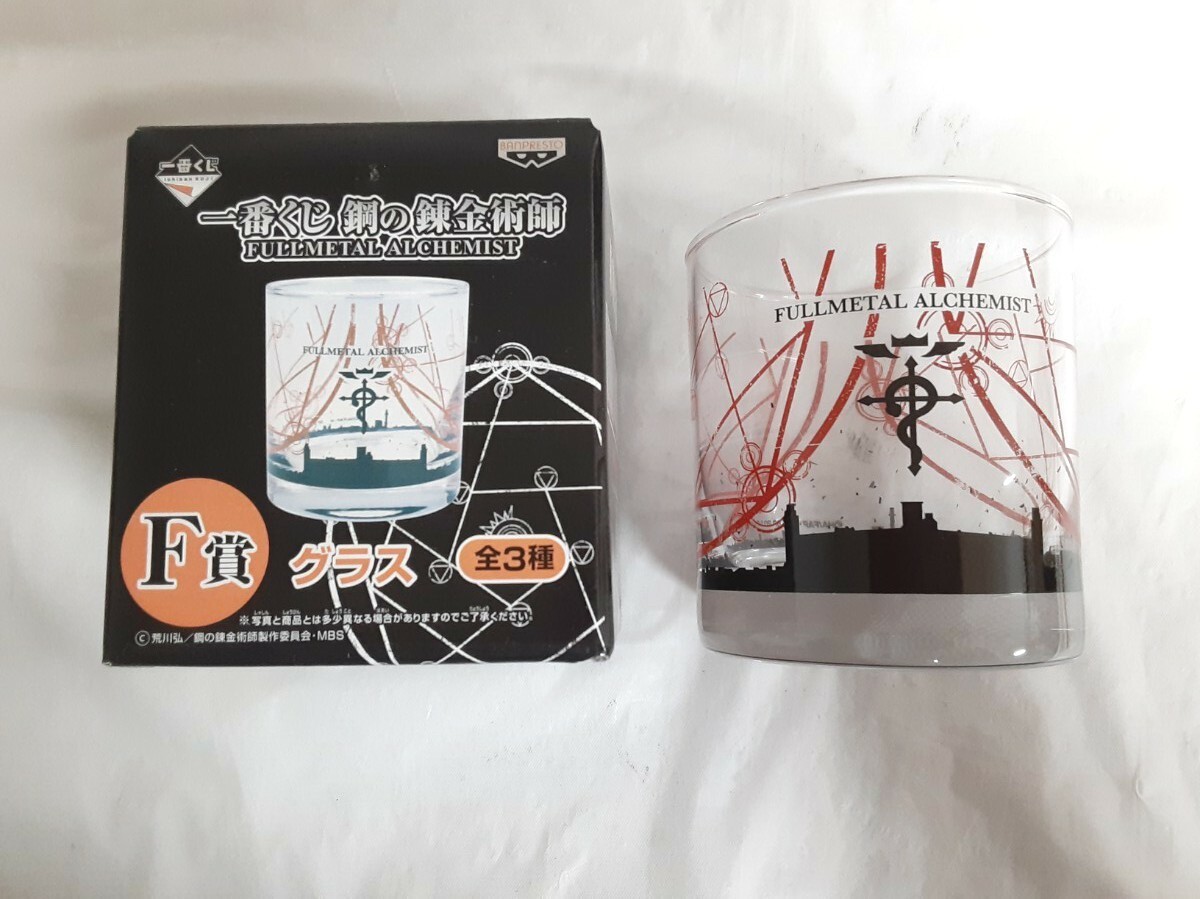 一番くじ
ICHIBAN KUJI
BANPRESTO
一番くじ 鋼の錬金術師
FULLMETAL ALCHEMIST
FULLMETAL ALCHEMIST
F賞
グラス
全3種
※写真と商品とは多少異なる場合がありますのでご了承ください。
©荒川弘/鋼の錬金術師製作委員会・MBS
FULLMETAL ALCHEMIST